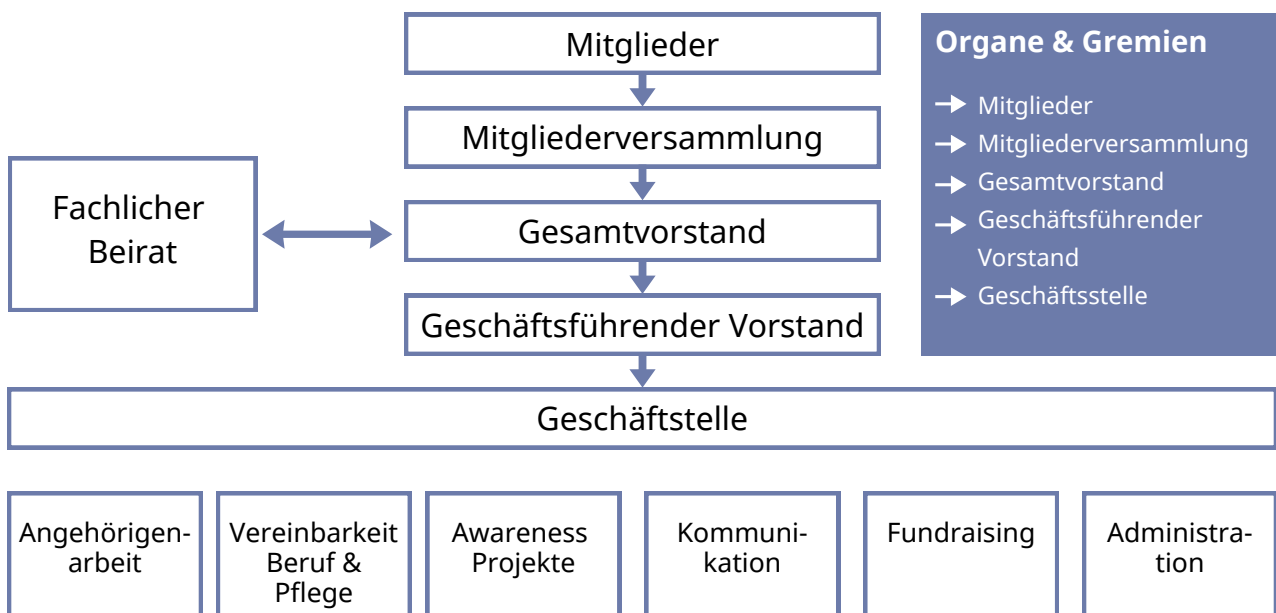 Mitglieder
Mitgliederversammlung
Fachlicher
Beirat
Gesamtvorstand
Geschäftsführender Vorstand
Geschäftstelle
Angehörigen-
arbeit
Vereinbarkeit
Beruf &
Pflege
Awareness
Projekte
Kommuni-
kation
Fundraising
Administra-
tion
Organe & Gremien
Mitglieder
Mitgliederversammlung
Gesamtvorstand
Geschäftsführender
Vorstand
Geschäftsstelle